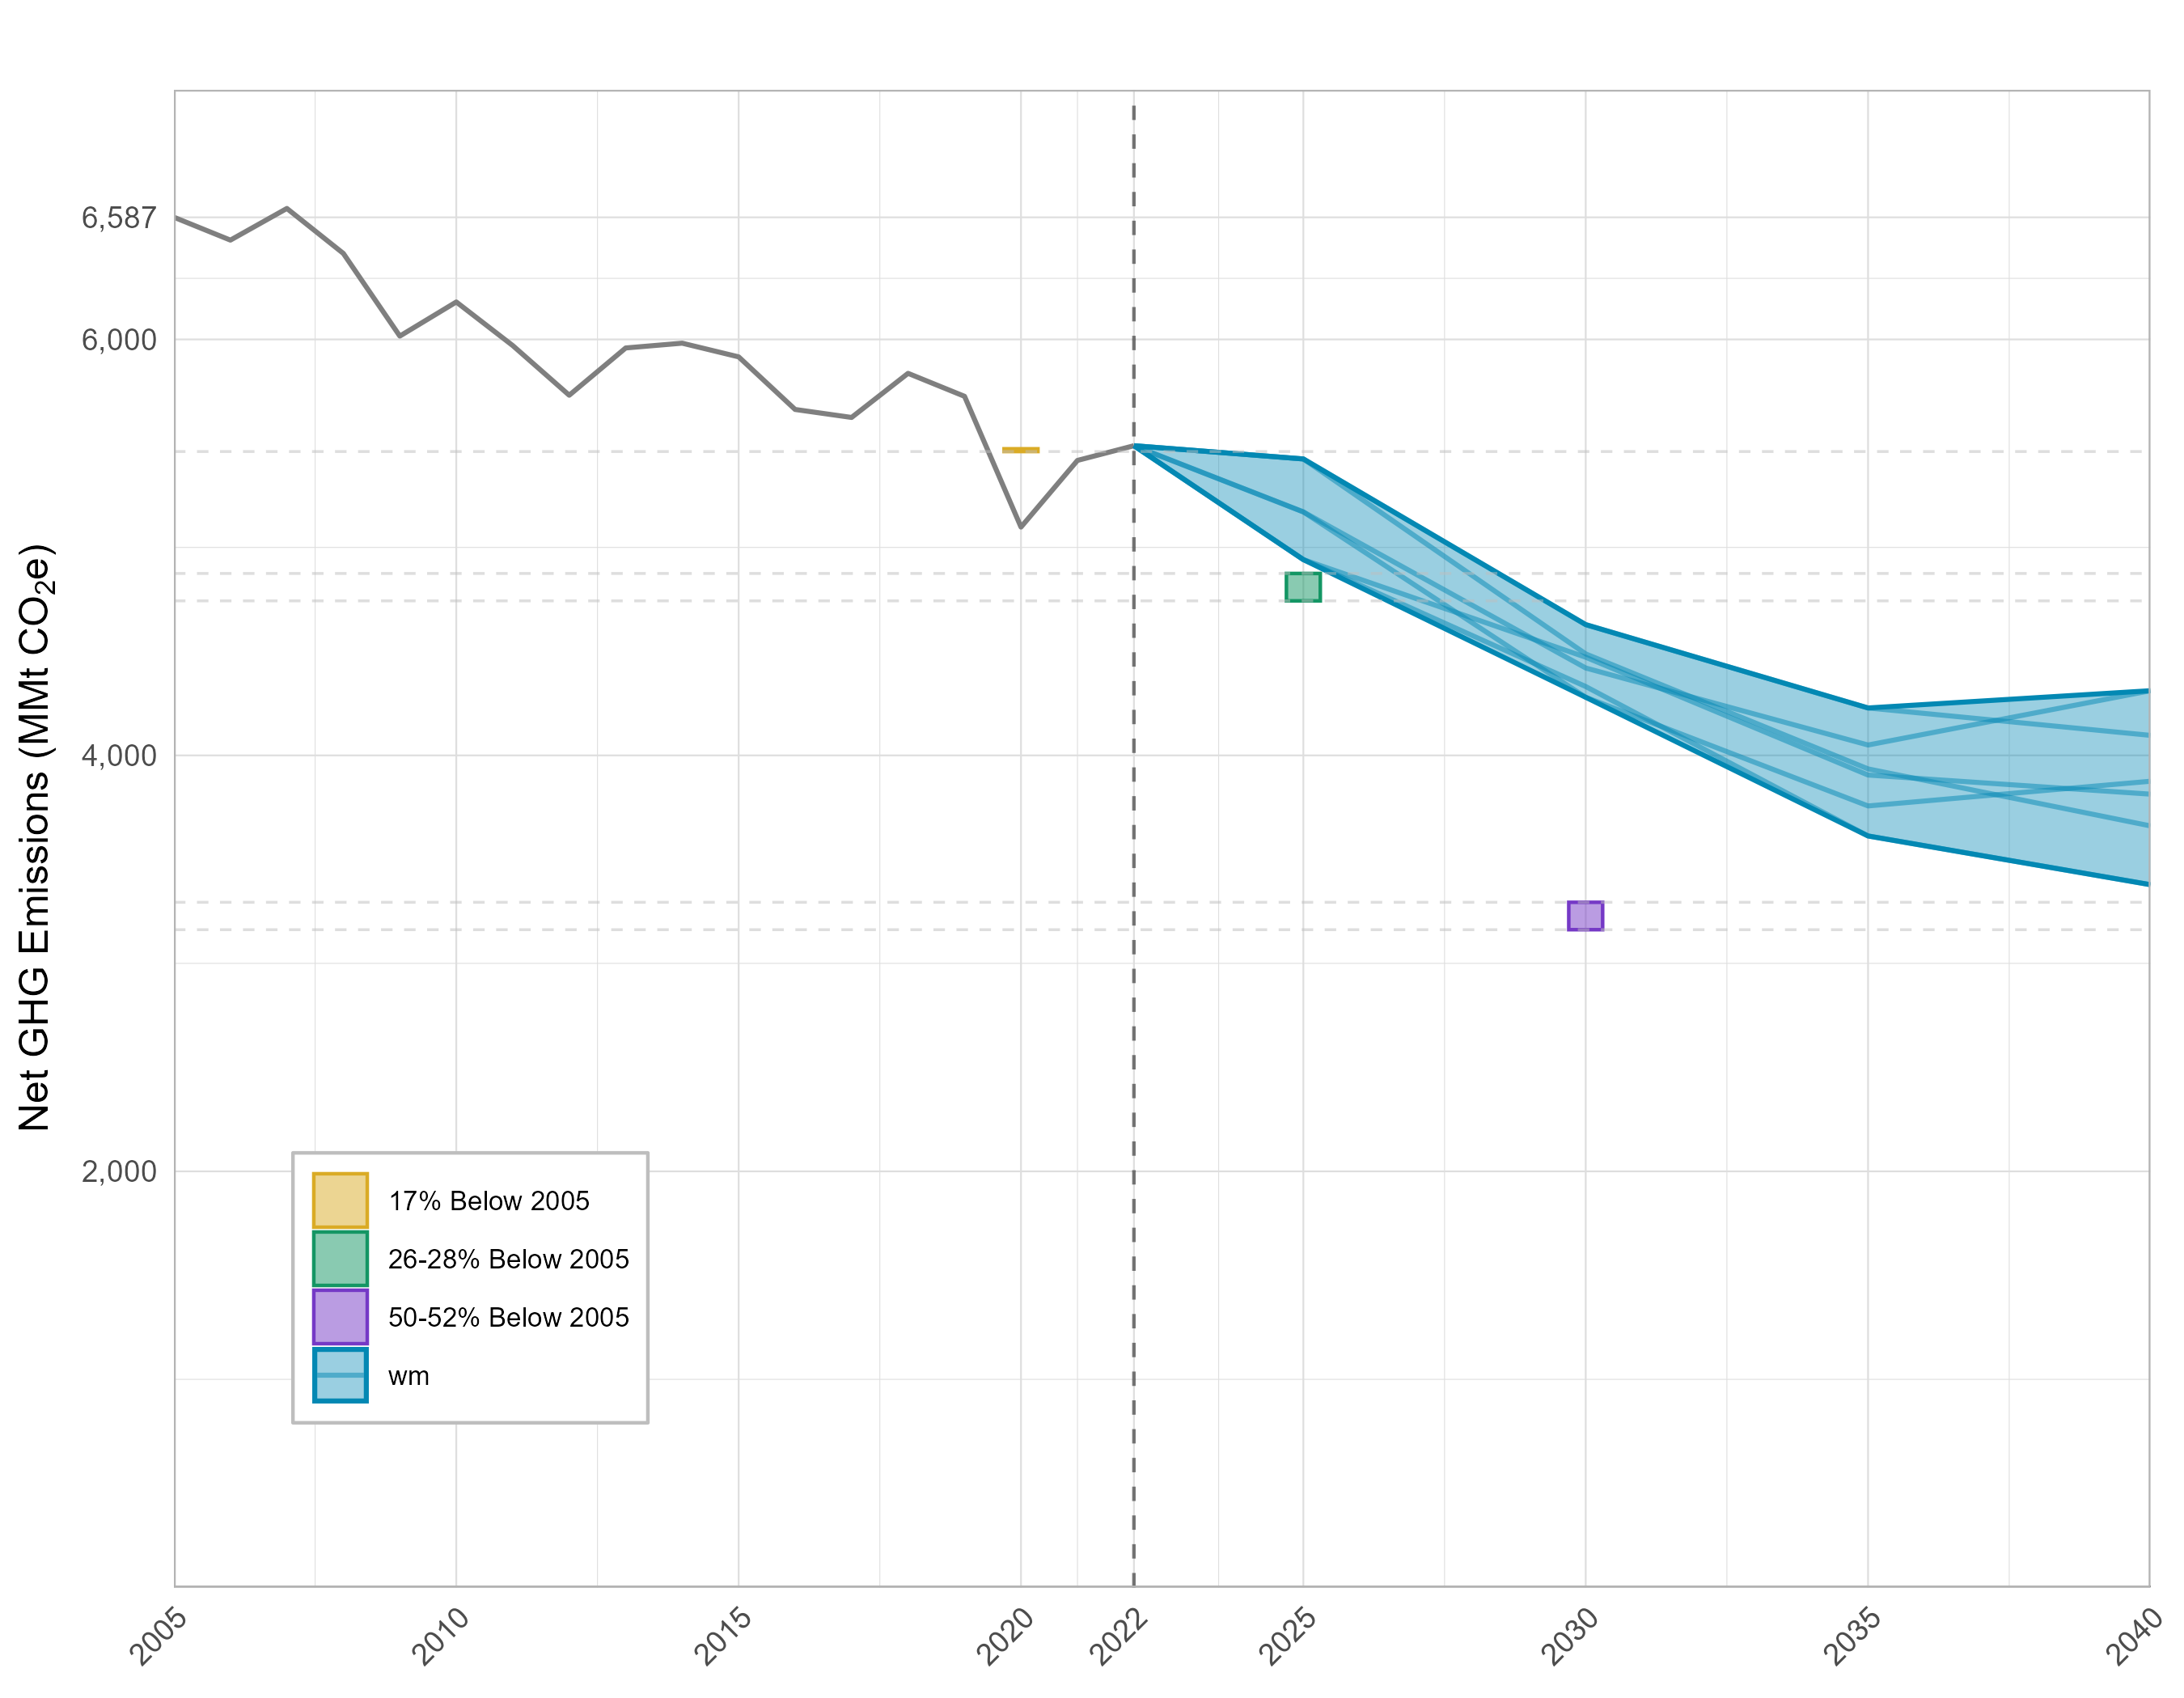 Net GHG Emissions (MMt CO₂e)
6,587
6,000
4,000
2,000
17% Below 2005
26-28% Below 2005
50-52% Below 2005
wm
2005
2010
2015
2020
2022
2025
2030
2035
2040